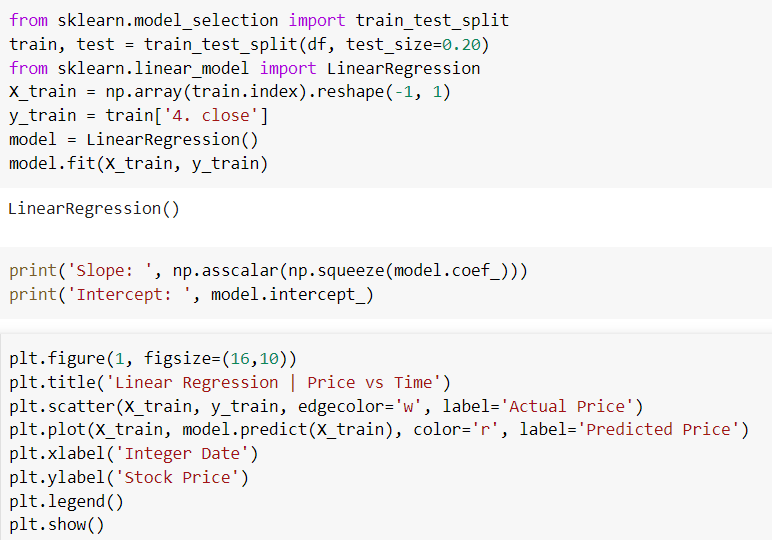 from sklearn.model_selection import train_test_split
train, test = train_test_split(df, test_size=0.20)
from sklearn.linear_model import LinearRegression
X_train = np.array(train.index).reshape(-1, 1)
y_train = train['4. close']
model = LinearRegression()
model.fit(X_train, y_train)
LinearRegression()
print('Slope: ', np.asscalar(np.squeeze(model.coef_)))
print('Intercept: ', model.intercept_)
plt.figure(1, figsize=(16,10))
plt.title('Linear Regression | Price vs Time')
plt.scatter(X_train, y_train, edgecolor='w', label='Actual Price')
plt.plot(X_train, model.predict(X_train), color='r', label='Predicted Price')
plt.xlabel('Integer Date')
plt.ylabel('Stock Price')
plt.legend()
plt.show()